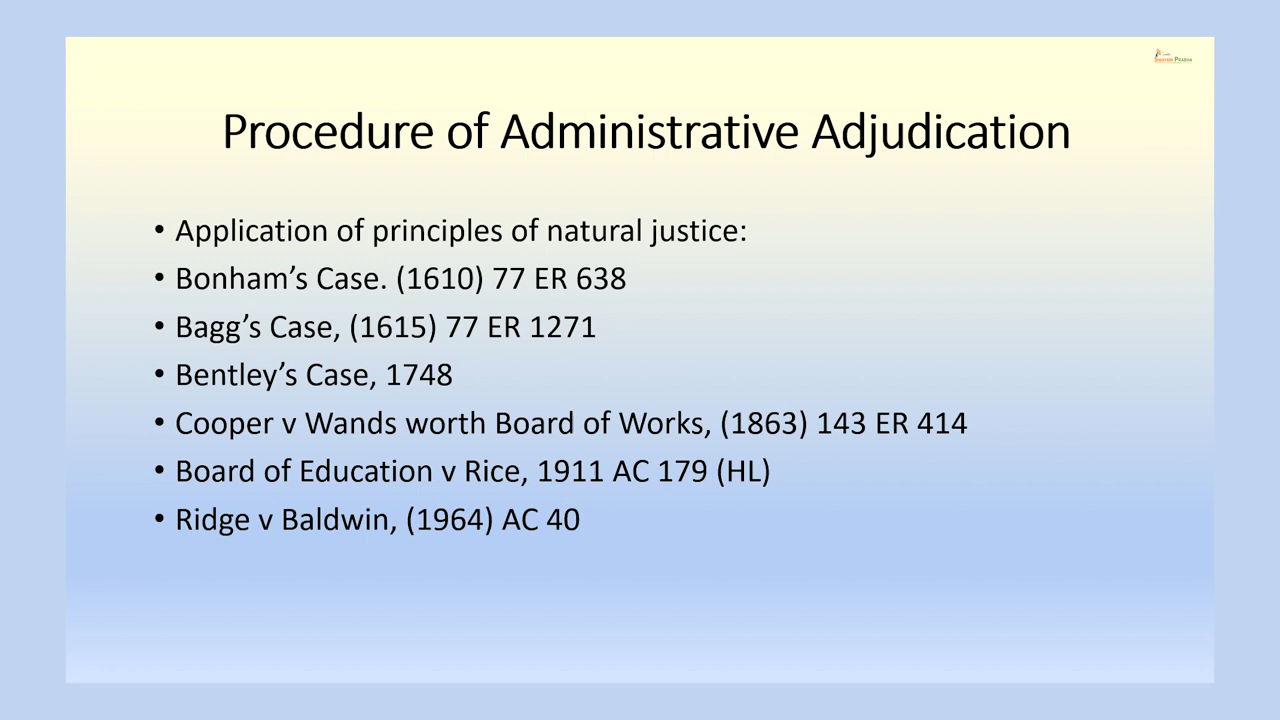 Procedure of Administrative Adjudication
• Application of principles of natural justice:
• Bonham’s Case. (1610) 77 ER 638
• Bagg’s Case, (1615) 77 ER 1271
• Bentley’s Case, 1748
• Cooper v Wands worth Board of Works, (1863) 143 ER 414
• Board of Education v Rice, 1911 AC 179 (HL)
• Ridge v Baldwin, (1964) AC 40